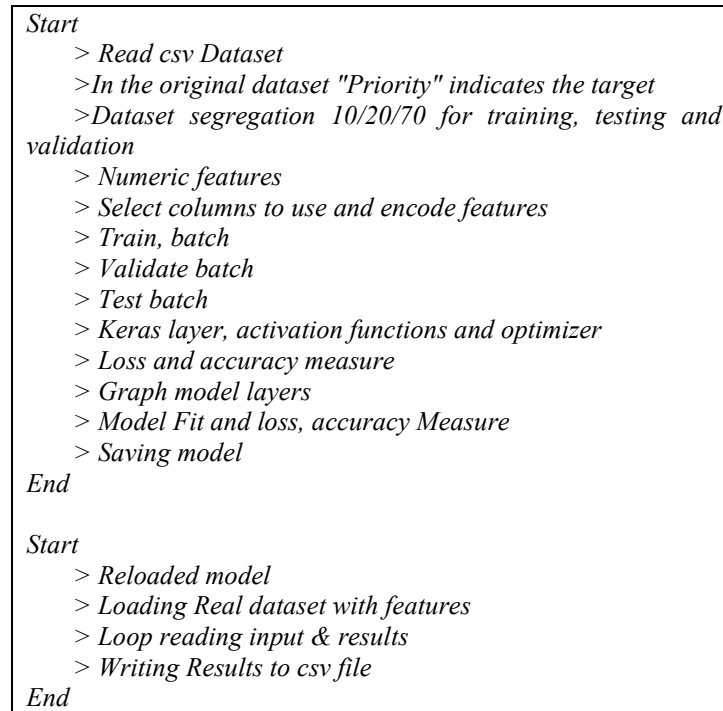 Start
> Read csv Dataset
>In the original dataset "Priority" indicates the target
>Dataset segregation 10/20/70 for training, testing and
validation
> Numeric features
> Select columns to use and encode features
> Train, batch
> Validate batch
> Test batch
> Keras layer, activation functions and optimizer
> Loss and accuracy measure
> Graph model layers
> Model Fit and loss, accuracy Measure
> Saving model
End

Start
> Reloaded model
> Loading Real dataset with features
> Loop reading input & results
> Writing Results to csv file
End